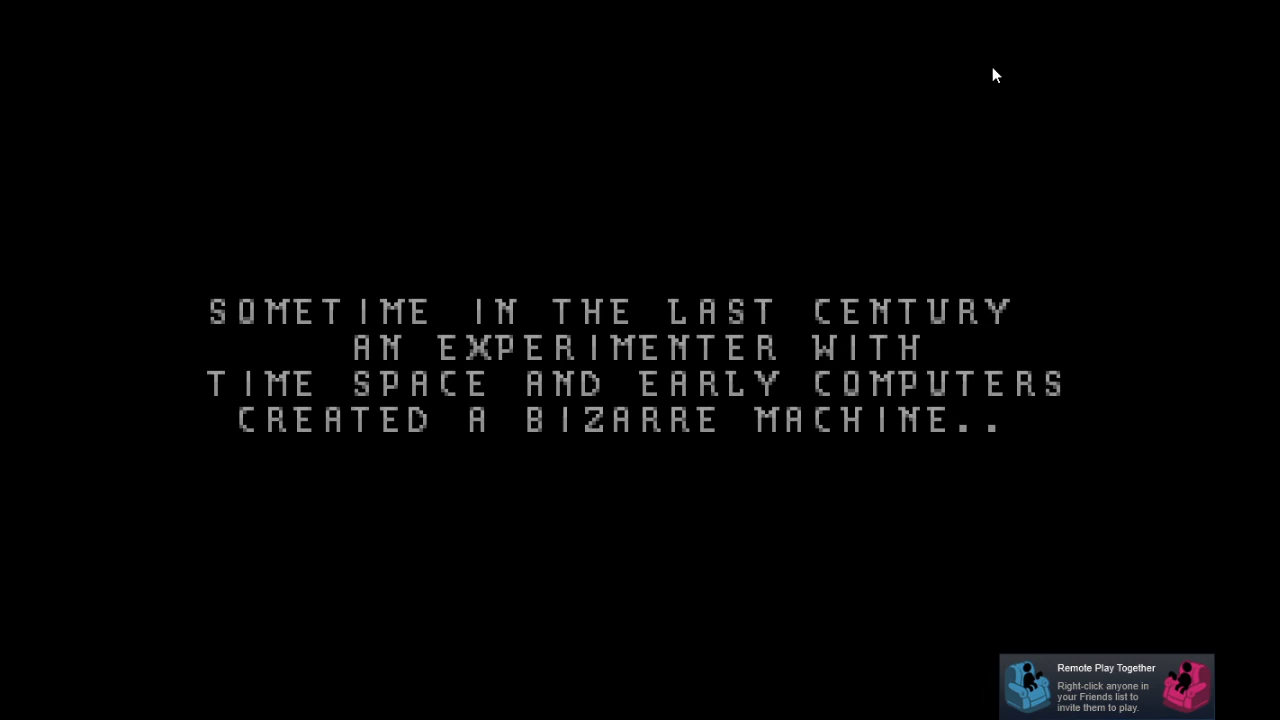 SOMETIME IN THE LAST CENTURY
AN EXPERIMENTER WITH
TIME SPACE AND EARLY COMPUTERS
CREATED A BIZARRE MACHINE..
Remote Play Together
Right-click anyone in
your Friends list to
invite them to play.